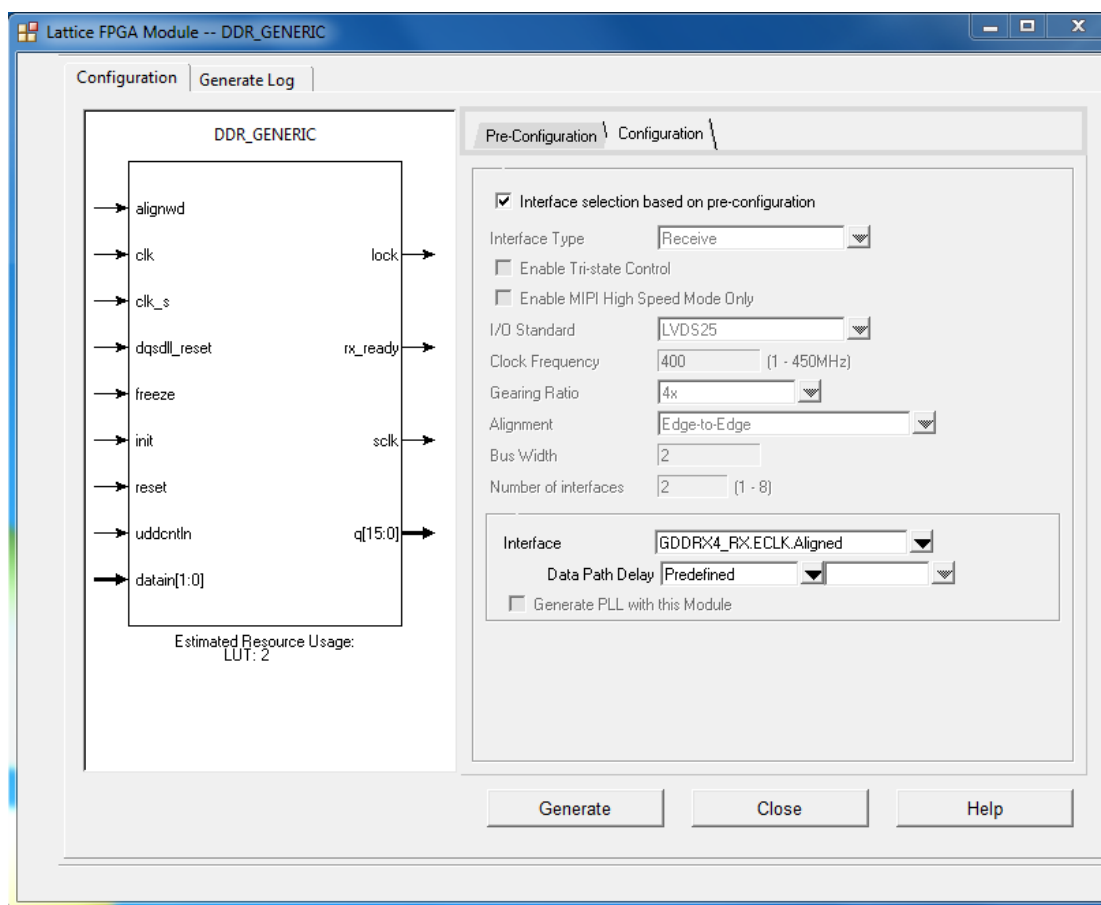 Lattice FPGA Module -- DDR_GENERIC
Configuration
Generate Log
DDR_GENERIC
alignwd
clk
lock
clk_s
dqsdll_reset
rx_ready
freeze
init
sclk
reset
uddcntln
q[15:0]
datain[1:0]
Estimated Resource Usage:
LUT: 2
Pre-Configuration
Configuration
Interface selection based on pre-configuration
Interface Type Receive
Enable Tri-state Control
Enable MIPI High Speed Mode Only
I/O Standard LVDS25
Clock Frequency 400 (1 - 450MHz)
Gearing Ratio 4x
Alignment Edge-to-Edge
Bus Width 2
Number of interfaces 2 (1 - 8)
Interface GDDRX4_RX.ECLK.Aligned
Data Path Delay Predefined
Generate PLL with this Module
Generate Close Help